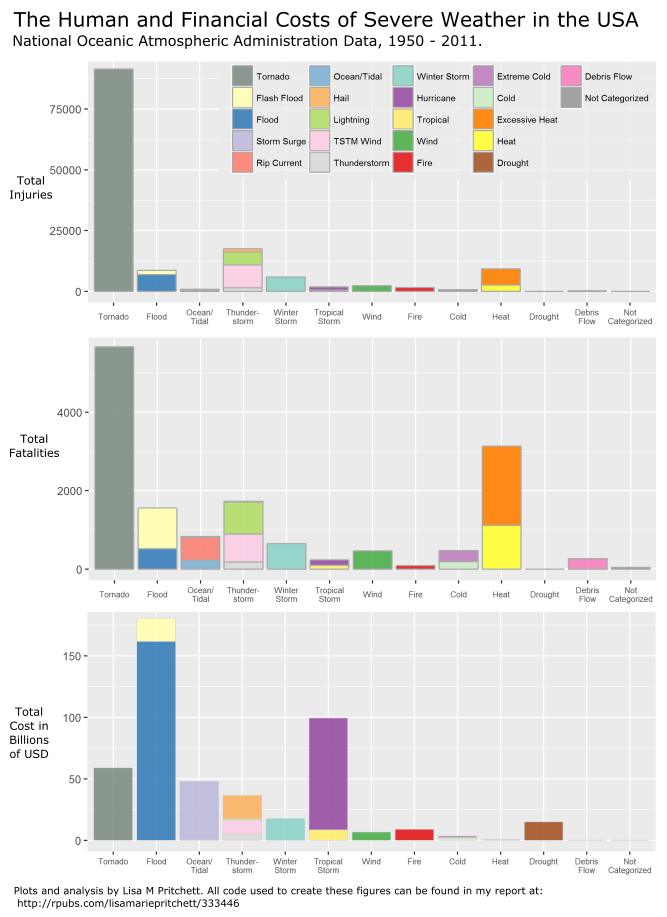 The Human and Financial Costs of Severe Weather in the USA
National Oceanic Atmospheric Administration Data, 1950 - 2011.
Tornado Ocean/Tidal Winter Storm Extreme Cold Debris Flow
Flash Flood Hail Hurricane Cold Not Categorized
Flood Lightning Tropical Excessive Heat
Storm Surge TSTM Wind Wind Heat
Rip Current Thunderstorm Fire Drought
75000
50000
25000
0
Total
Injuries
Tornado Flood Ocean/ Thunder- Winter Tropical Wind Fire Cold Heat Drought Debris Not
Tidal storm Storm Storm Flow Categorized
4000
2000
0
Total
Fatalities
Tornado Flood Ocean/ Thunder- Winter Tropical Wind Fire Cold Heat Drought Debris Not
Tidal storm Storm Storm Flow Categorized
150
100
50
0
Total
Cost in
Billions
of USD
Tornado Flood Ocean/ Thunder- Winter Tropical Wind Fire Cold Heat Drought Debris Not
Tidal storm Storm Storm Flow Categorized
Plots and analysis by Lisa M Pritchett. All code used to create these figures can be found in my report at:
http://rpubs.com/lisamariepritchett/333446